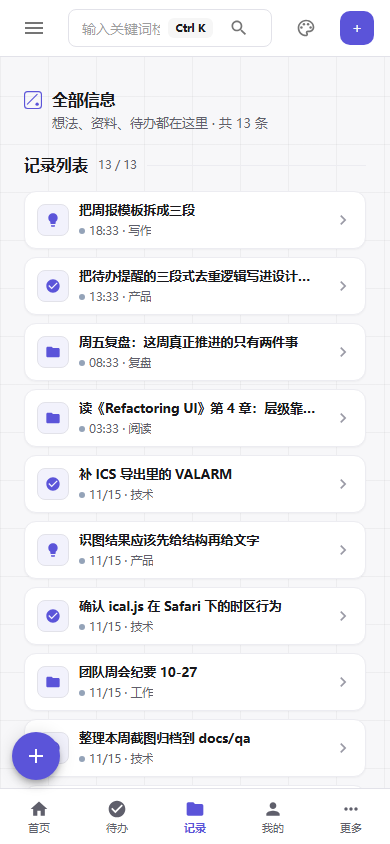 输入关键词检
Ctrl K
全部信息
想法、资料、待办都在这里 · 共 13 条
记录列表 13 / 13
把周报模板拆成三段
18:33 · 写作
把待办提醒的三段式去重逻辑写进设计...
13:33 · 产品
周五复盘：这周真正推进的只有两件事
08:33 · 复盘
读《Refactoring UI》第 4 章：层级靠...
03:33 · 阅读
补 ICS 导出里的 VALARM
11/15 · 技术
识图结果应该先给结构再给文字
11/15 · 产品
确认 ical.js 在 Safari 下的时区行为
11/15 · 技术
团队周会纪要 10-27
11/15 · 工作
整理本周截图归档到 docs/qa
11/15 · 技术
首页
待办
记录
我的
更多